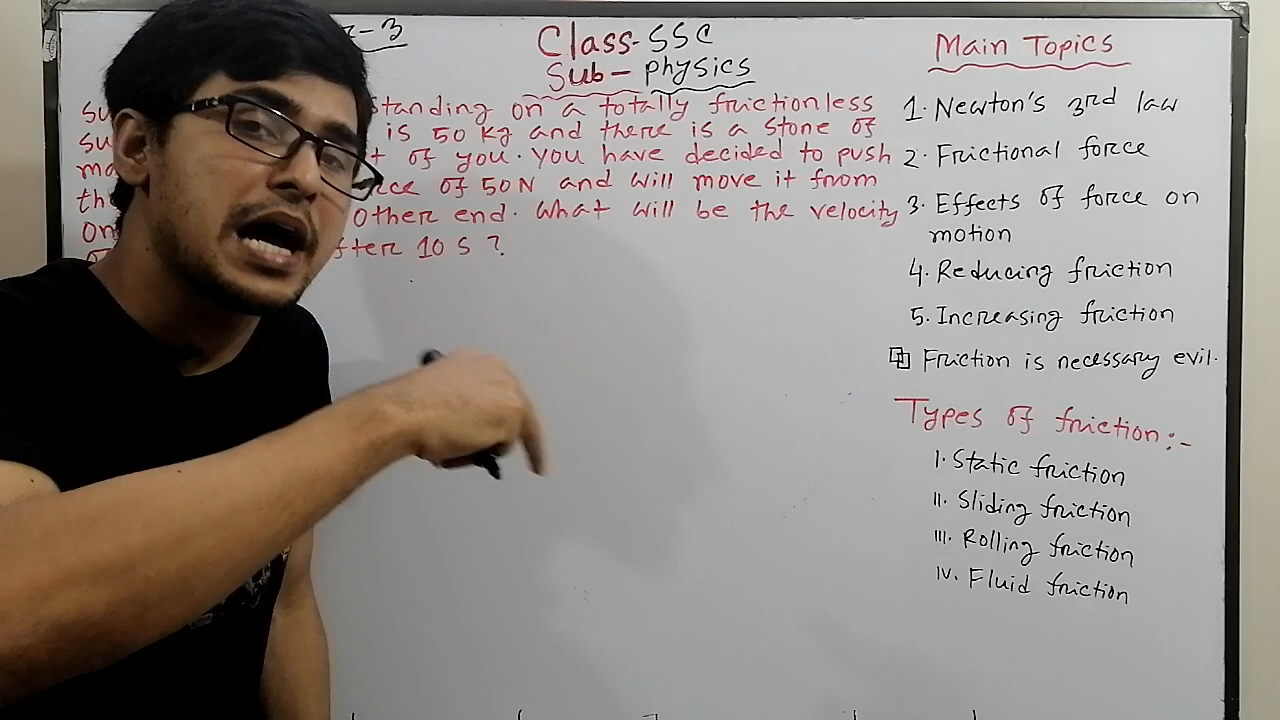 -3
Class-SSC
Sub- physics
standing on a totally frictionless
is 50 kg and there is a stone of
of you. You have decided to push
of 50N and will move it from
other end. What will be the velocity
10 S ?
Main Topics
1. Newton's 3rd law
2. Frictional force
3. Effects of force on
motion
4. Reducing friction
5. Increasing friction
Friction is necessary evil.
Types of friction:-
I. Static friction
II. Sliding friction
III. Rolling friction
IV. Fluid friction